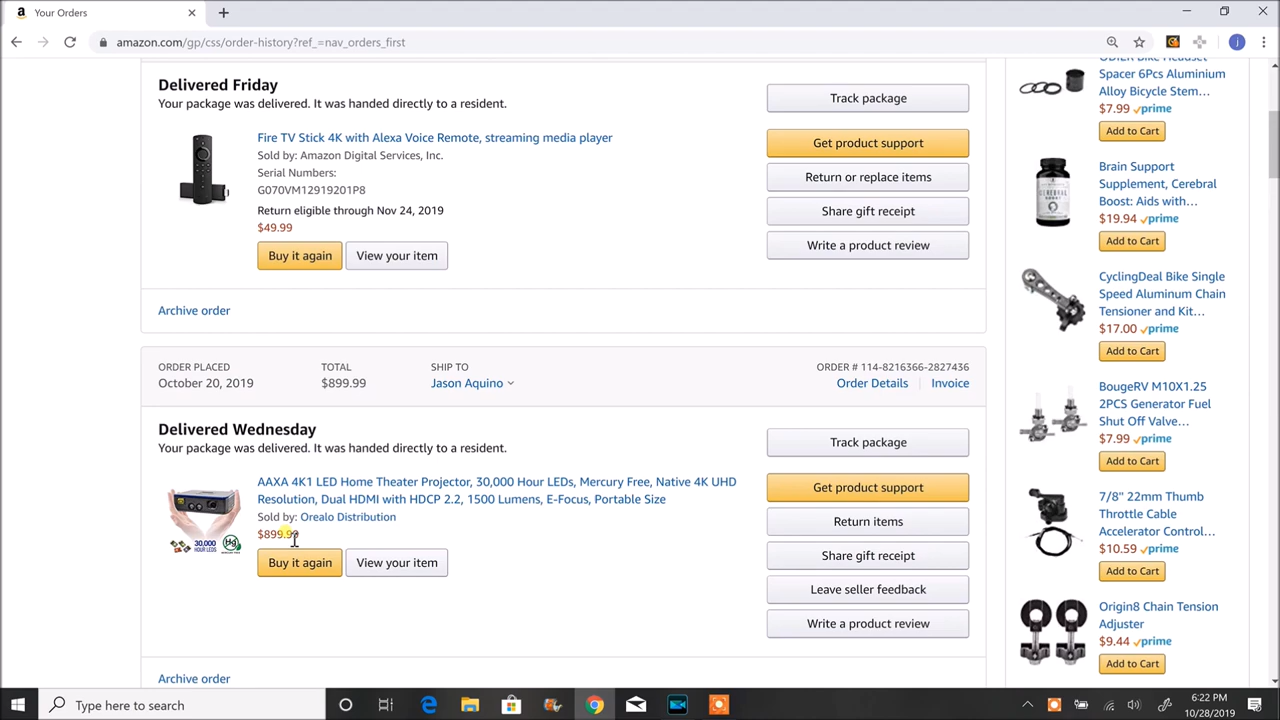 Your Orders
amazon.com/gp/css/order-history?ref_=nav_orders_first
Delivered Friday
Your package was delivered. It was handed directly to a resident.
Fire TV Stick 4K with Alexa Voice Remote, streaming media player
Sold by: Amazon Digital Services, Inc.
Serial Numbers:
G070VM12919201P8
Return eligible through Nov 24, 2019
$49.99
Buy it again
View your item
Track package
Get product support
Return or replace items
Share gift receipt
Write a product review
Archive order
ORDER PLACED
October 20, 2019
TOTAL
$899.99
SHIP TO
Jason Aquino
ORDER # 114-8216366-2827436
Order Details
Invoice
Delivered Wednesday
Your package was delivered. It was handed directly to a resident.
AAXA 4K1 LED Home Theater Projector, 30,000 Hour LEDs, Mercury Free, Native 4K UHD
Resolution, Dual HDMI with HDCP 2.2, 1500 Lumens, E-Focus, Portable Size
Sold by: Orealo Distribution
$899.99
Buy it again
View your item
30,000
HOUR LEDS
Hg
Track package
Get product support
Return items
Share gift receipt
Leave seller feedback
Write a product review
Archive order
Spacer 6Pcs Aluminium
Alloy Bicycle Stem...
$7.99 prime
Add to Cart
Brain Support
Supplement, Cerebral
Boost: Aids with...
$19.94 prime
Add to Cart
CyclingDeal Bike Single
Speed Aluminum Chain
Tensioner and Kit...
$17.00 prime
Add to Cart
BougeRV M10X1.25
2PCS Generator Fuel
Shut Off Valve...
$7.99 prime
Add to Cart
7/8" 22mm Thumb
Throttle Cable
Accelerator Control...
$10.59 prime
Add to Cart
Origin8 Chain Tension
Adjuster
$9.44 prime
Add to Cart
Type here to search
6:22 PM
10/28/2019